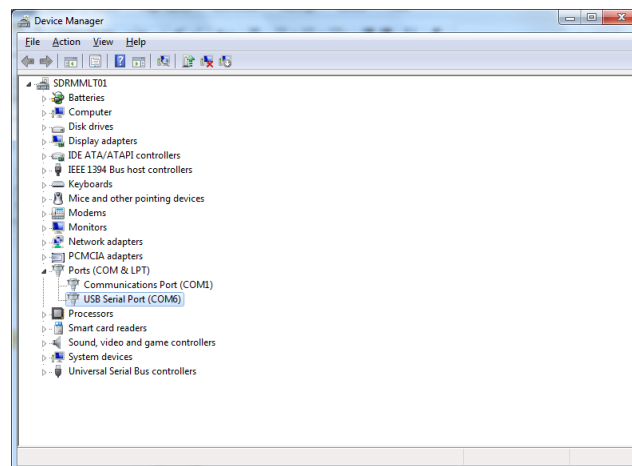 Device Manager
File Action View Help
SDRMMLT01
Batteries
Computer
Disk drives
Display adapters
IDE ATA/ATAPI controllers
IEEE 1394 Bus host controllers
Keyboards
Mice and other pointing devices
Modems
Monitors
Network adapters
PCMCIA adapters
Ports (COM & LPT)
Communications Port (COM1)
USB Serial Port (COM6)
Processors
Smart card readers
Sound, video and game controllers
System devices
Universal Serial Bus controllers